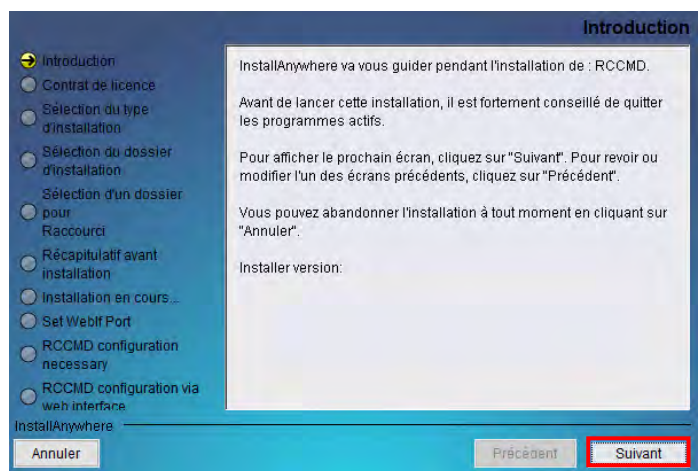 Introduction
Introduction
Contrat de licence
Sélection du type
d'installation
Sélection du dossier
d'installation
Sélection d'un dossier
pour
Raccourci
Récapitulatif avant
installation
Installation en cours...
Set WebIf Port
RCCMD configuration
necessary
RCCMD configuration via
web interface
InstallAnywhere va vous guider pendant l'installation de : RCCMD.
Avant de lancer cette installation, il est fortement conseillé de quitter
les programmes actifs.
Pour afficher le prochain écran, cliquez sur "Suivant". Pour revoir ou
modifier l'un des écrans précédents, cliquez sur "Précédent".
Vous pouvez abandonner l'installation à tout moment en cliquant sur
"Annuler".
Installer version:
InstallAnywhere
Annuler
Précédent
Suivant